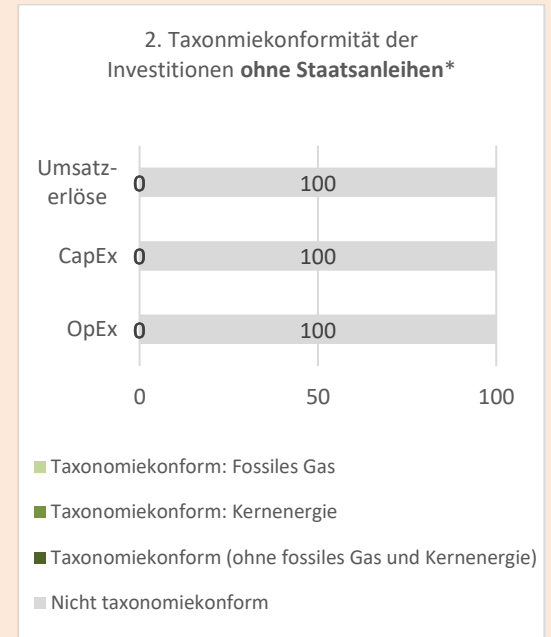 2. Taxonmiekonformität der
Investitionen ohne Staatsanleihen*
Umsatz-
erlöse
0
100
CapEx
0
100
OpEx
0
100
0
50
100
Taxonomiekonform: Fossiles Gas
Taxonomiekonform: Kernenergie
Taxonomiekonform (ohne fossiles Gas und Kernenergie)
Nicht taxonomiekonform